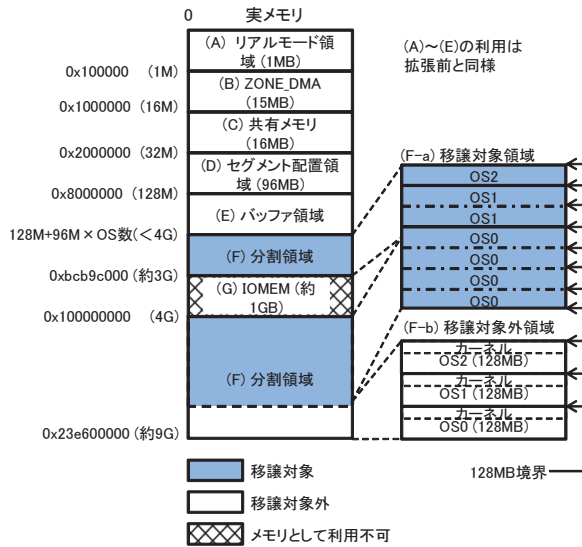 0
実メモリ
(A) リアルモード領
域 (1MB)
(A)~(E)の利用は
拡張前と同様
0x100000 (1M)
(B) ZONE_DMA
(15MB)
0x1000000 (16M)
(C) 共有メモリ
(16MB)
0x2000000 (32M)
(D) セグメント配置領
域 (96MB)
0x8000000 (128M)
(E) バッファ領域
128M+96M×OS数(<4G)
(F) 分割領域
0xbcb9c000 (約3G)
(G) IOMEM (約
1GB)
0x100000000 (4G)
(F) 分割領域
0x23e600000 (約9G)
(F-a) 移譲対象領域
OS2
OS1
OS1
OS0
OS0
OS0
OS0
(F-b) 移譲対象外領域
カーネル
OS2 (128MB)
カーネル
OS1 (128MB)
カーネル
OS0 (128MB)
移譲対象
移譲対象外
メモリとして利用不可
128MB境界